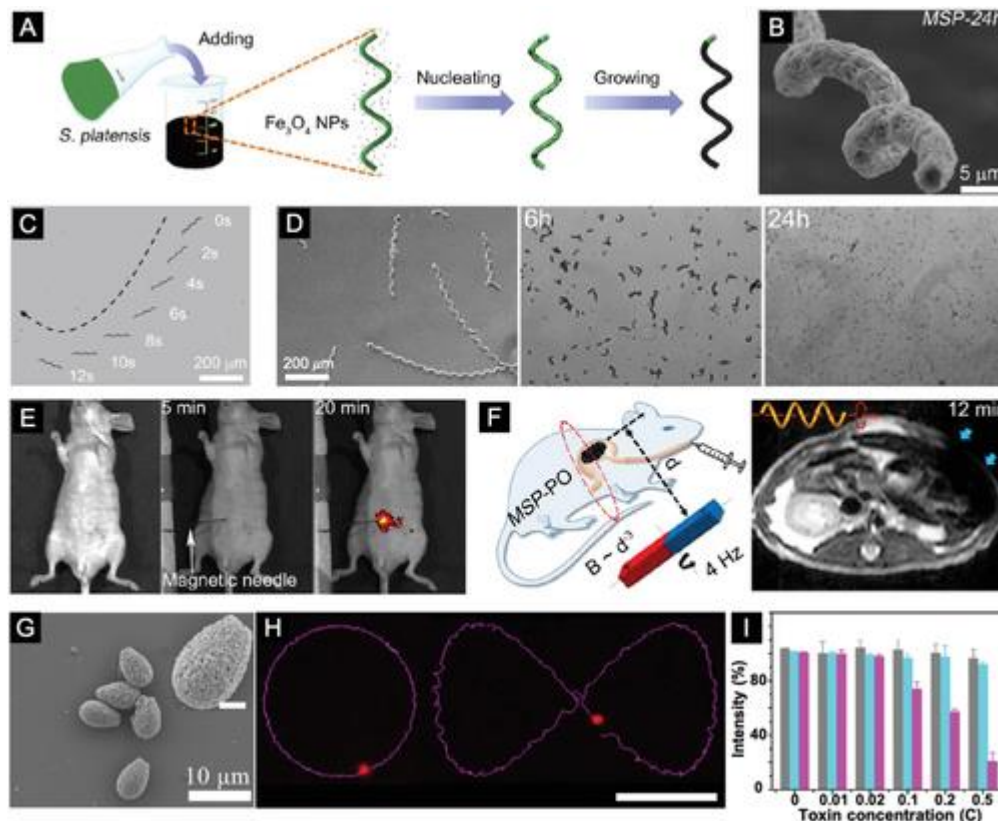 A
Adding
S. platensis
Fe₃O₄ NPs
Nucleating
Growing
B
MSP-24h
5 μm
C
0s
2s
4s
6s
8s
10s
12s
200 μm
D
200 μm
6h
24h
E
5 min
20 min
Magnetic needle
F
MSP-PO
d
B ~ d⁻³
4 Hz
12 min
G
10 μm
H
I
Intensity (%)
80
40
0
0 0.01 0.02 0.1 0.2 0.5
Toxin concentration (C)